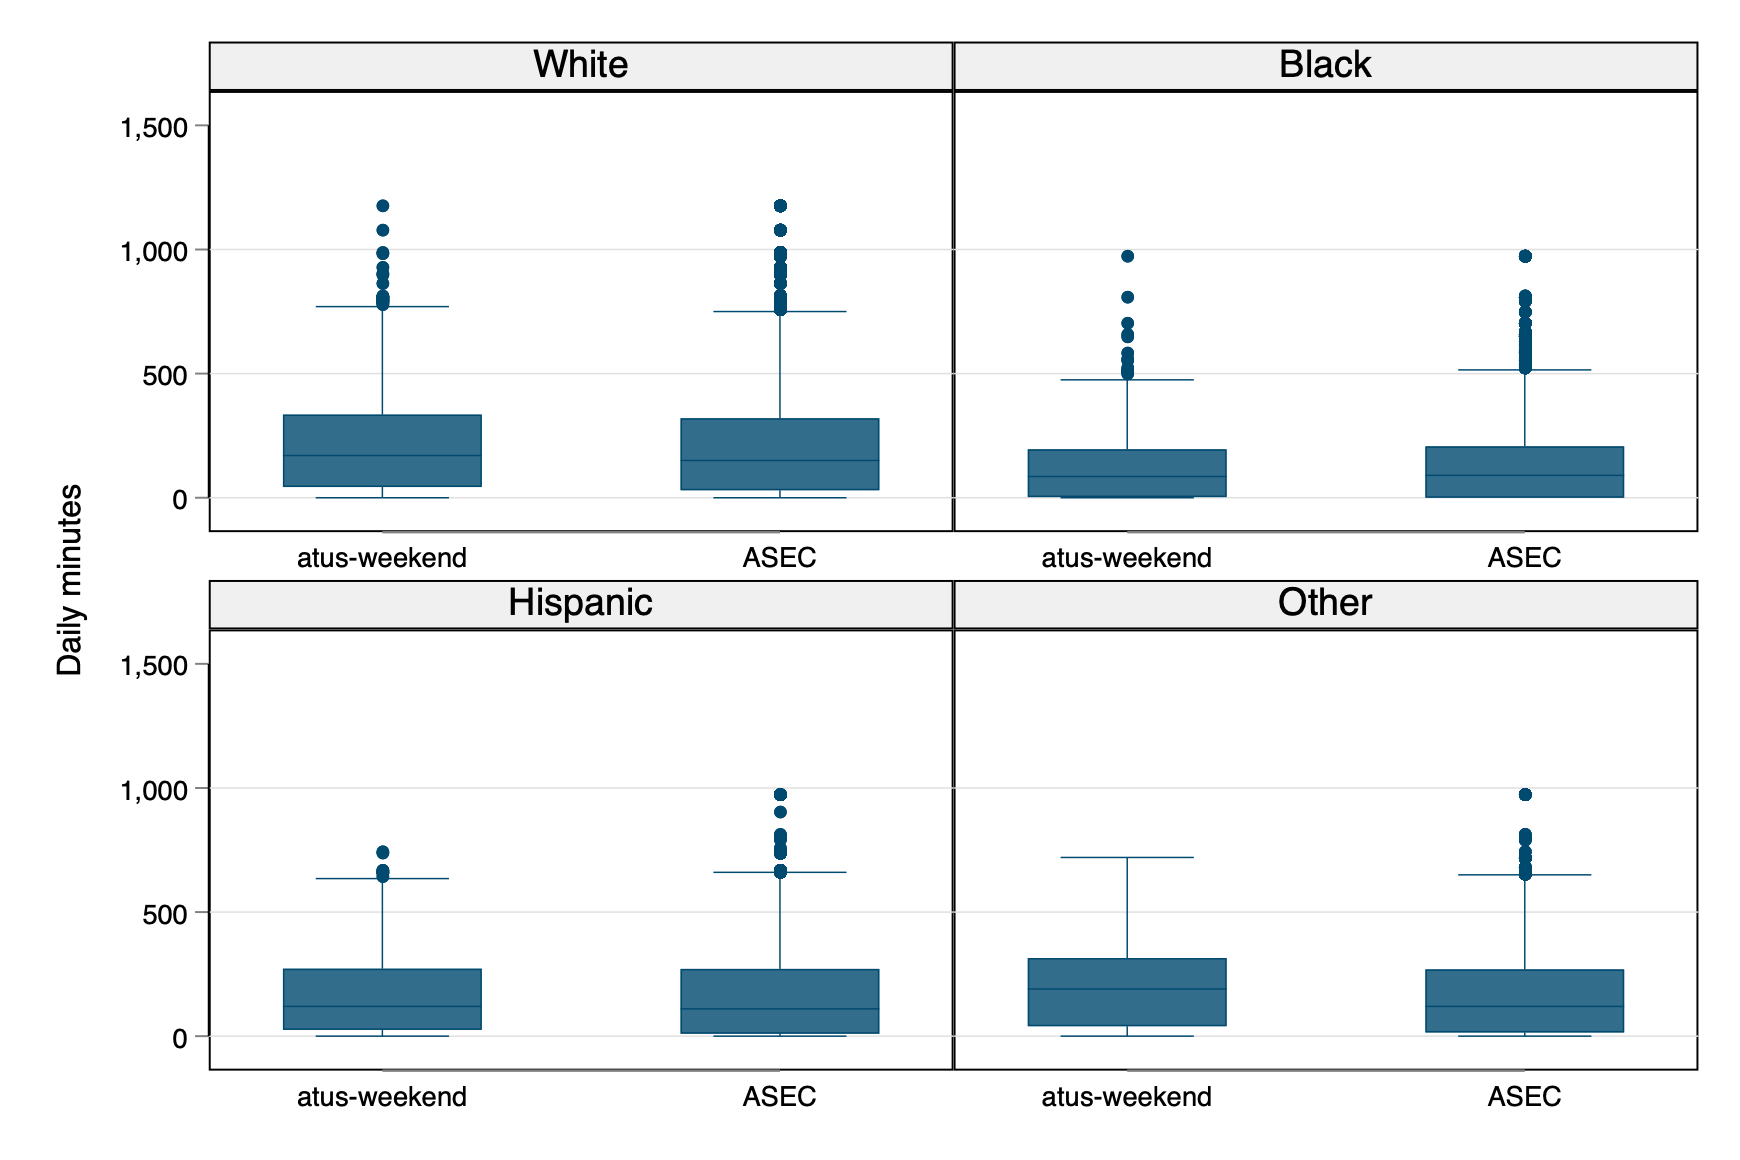 White
Black
1,500
1,000
500
0
atus-weekend
ASEC
atus-weekend
ASEC
Daily minutes
Hispanic
Other
1,500
1,000
500
0
atus-weekend
ASEC
atus-weekend
ASEC